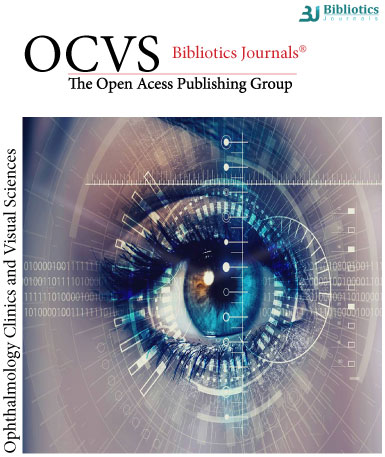 Bibliotics
Journals
OCVS Bibliotics Journals®
The Open Acess Publishing Group
Ophthalmology Clinics and Visual Sciences